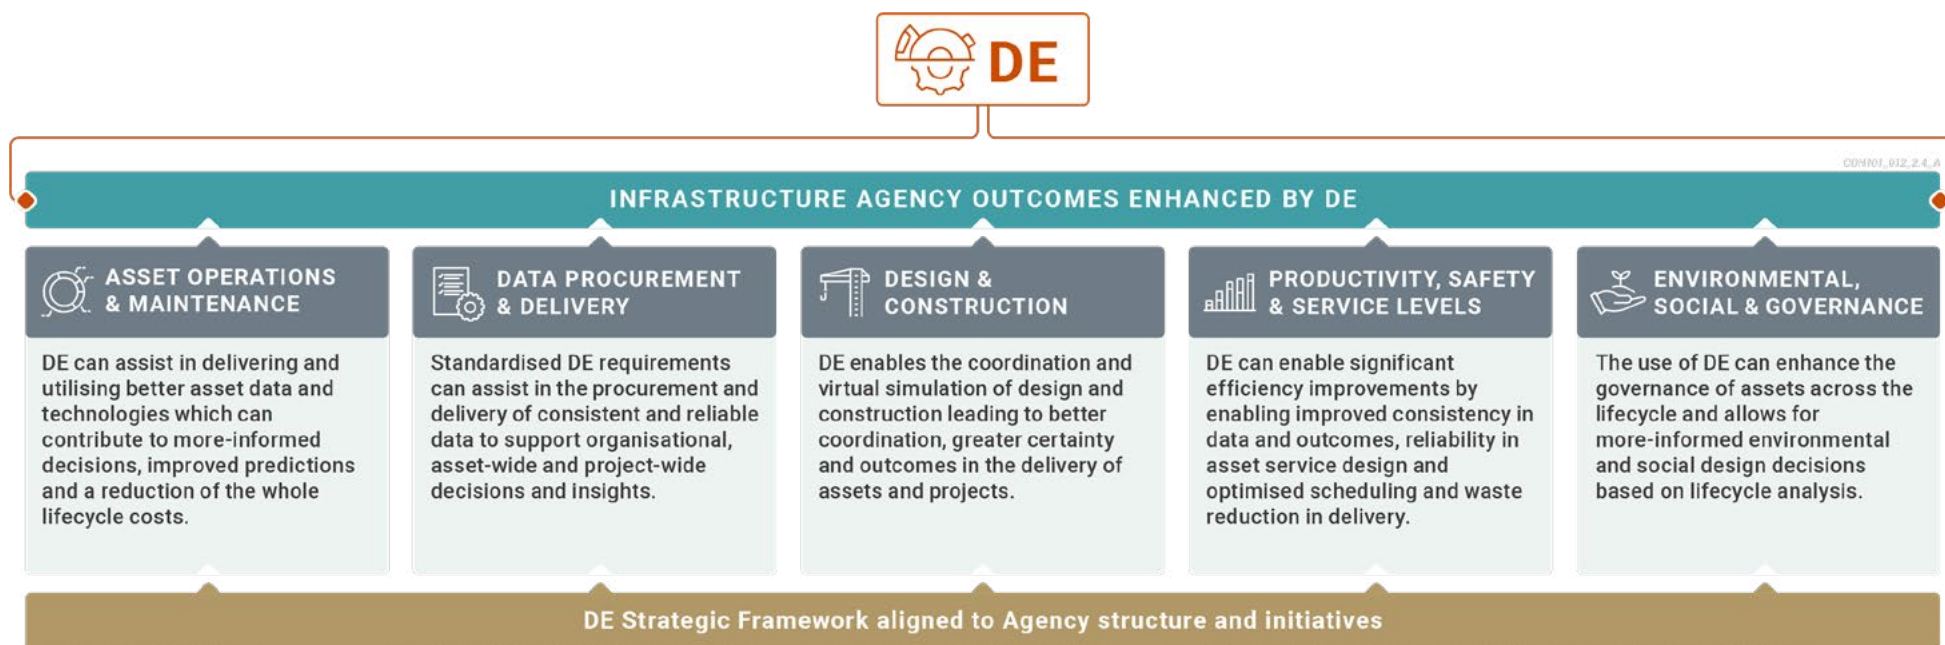 DE
CDH101_012_2.4_A
INFRASTRUCTURE AGENCY OUTCOMES ENHANCED BY DE
ASSET OPERATIONS
& MAINTENANCE
DE can assist in delivering and
utilising better asset data and
technologies which can
contribute to more-informed
decisions, improved predictions
and a reduction of the whole
lifecycle costs.
DATA PROCUREMENT
& DELIVERY
Standardised DE requirements
can assist in the procurement and
delivery of consistent and reliable
data to support organisational,
asset-wide and project-wide
decisions and insights.
DESIGN &
CONSTRUCTION
DE enables the coordination and
virtual simulation of design and
construction leading to better
coordination, greater certainty
and outcomes in the delivery of
assets and projects.
PRODUCTIVITY, SAFETY
& SERVICE LEVELS
DE can enable significant
efficiency improvements by
enabling improved consistency in
data and outcomes, reliability in
asset service design and
optimised scheduling and waste
reduction in delivery.
ENVIRONMENTAL,
SOCIAL & GOVERNANCE
The use of DE can enhance the
governance of assets across the
lifecycle and allows for
more-informed environmental
and social design decisions
based on lifecycle analysis.
DE Strategic Framework aligned to Agency structure and initiatives